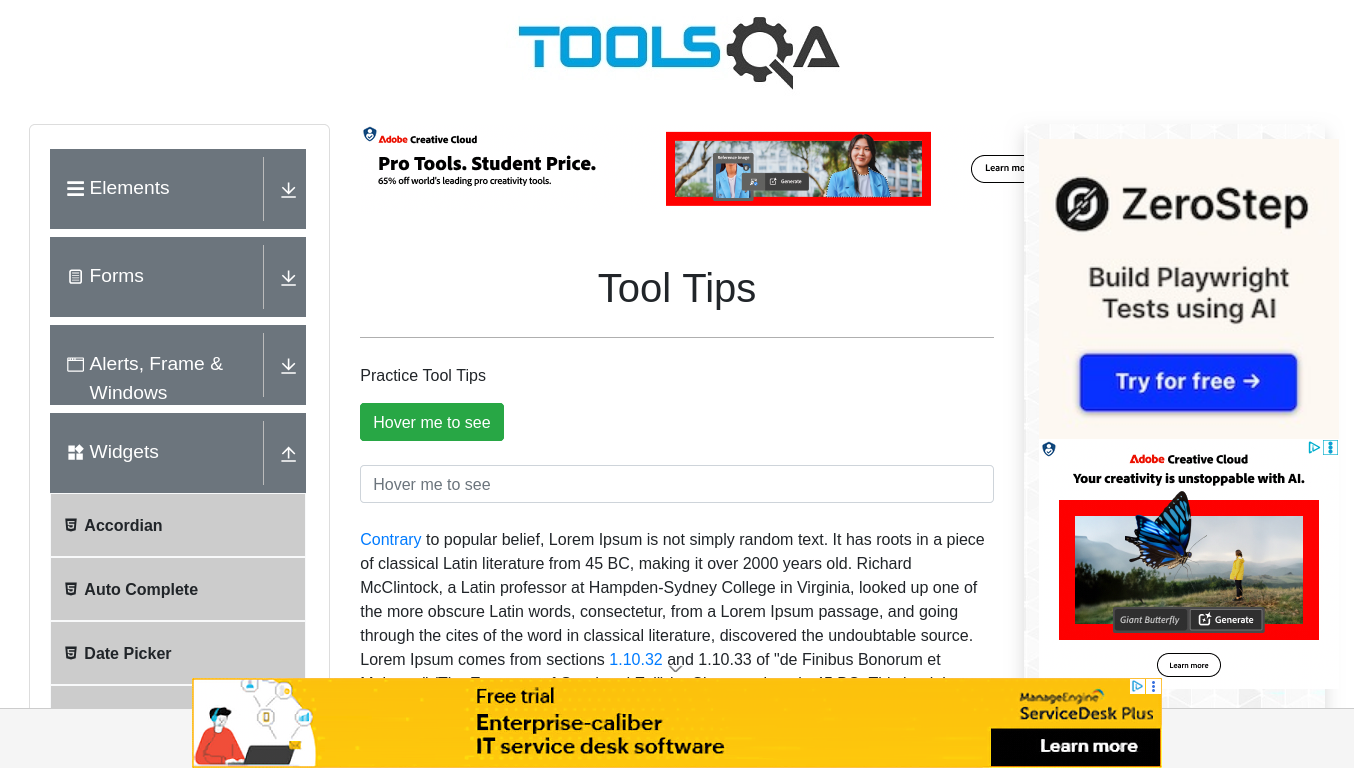 TOOLSQA
Elements
Forms
Alerts, Frame &
Windows
Widgets
Accordian
Auto Complete
Date Picker
Adobe Creative Cloud
Pro Tools. Student Price.
65% off world's leading pro creativity tools.
Reference Image
Generate
Learn
Tool Tips
Practice Tool Tips
Hover me to see
Hover me to see
Contrary to popular belief, Lorem Ipsum is not simply random text. It has roots in a piece
of classical Latin literature from 45 BC, making it over 2000 years old. Richard
McClintock, a Latin professor at Hampden-Sydney College in Virginia, looked up one of
the more obscure Latin words, consectetur, from a Lorem Ipsum passage, and going
through the cites of the word in classical literature, discovered the undoubtable source.
Lorem Ipsum comes from sections 1.10.32 and 1.10.33 of "de Finibus Bonorum et
ZeroStep
Build Playwright
Tests using AI
Try for free →
Adobe Creative Cloud
Your creativity is unstoppable with AI.
Giant Butterfly
Generate
Learn more
Free trial
Enterprise-caliber
IT service desk software
ManageEngine
ServiceDesk Plus
Learn more